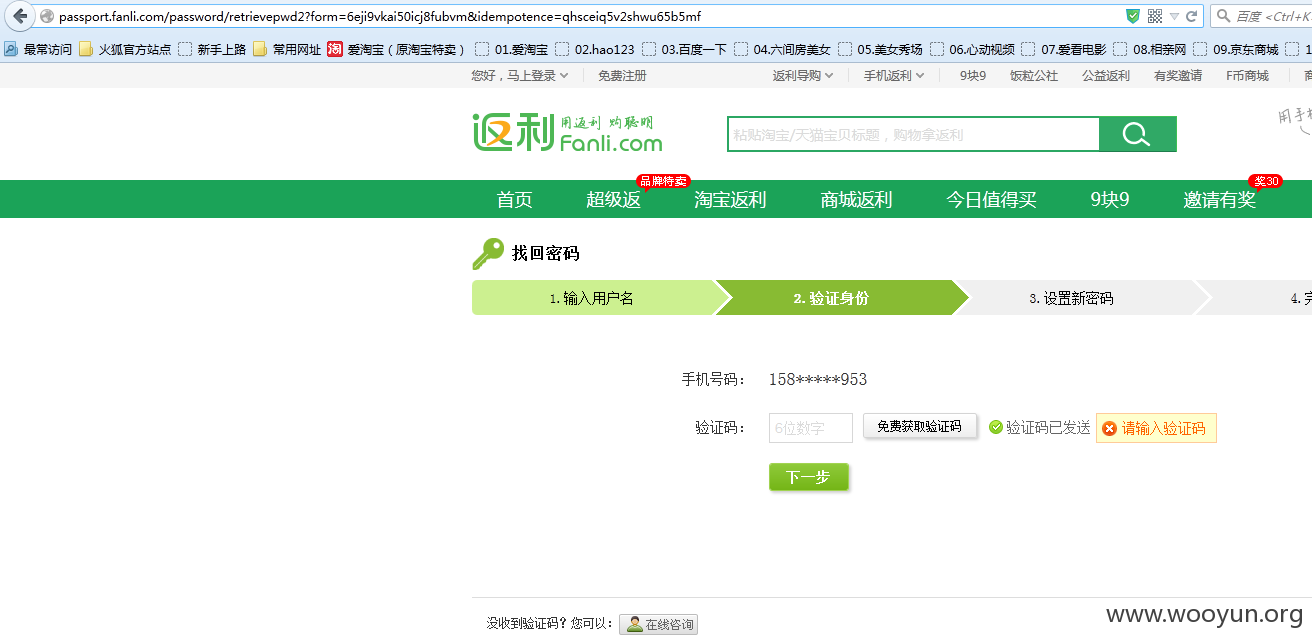 passport.fanli.com/password/retrievepwd2?form=6eji9vkai50icj8fubvm&idempotence=qhsceiq5v2shwu65b5mf 百度 <Ctrl+K
最常访问 火狐官方站点 新手上路 常用网址 淘 爱淘宝（原淘宝特卖） 01.爱淘宝 02.hao123 03.百度一下 04.六间房美女 05.美女秀场 06.心动视频 07.爱看电影 08.相亲网 09.京东商城 1
您好，马上登录 免费注册 返利导购 手机返利 9块9 饭粒公社 公益返利 有奖邀请 F币商城 商
返利 用返利 购聪明 Fanli.com
粘贴淘宝/天猫宝贝标题，购物拿返利
用手机
品牌特卖 奖30
首页 超级返 淘宝返利 商城返利 今日值得买 9块9 邀请有奖
找回密码
1. 输入用户名 2. 验证身份 3. 设置新密码 4. 完
手机号码： 158*****953
验证码： 6位数字 免费获取验证码 验证码已发送 请输入验证码
下一步
没收到验证码？您可以： 在线咨询
www.wooyun.org